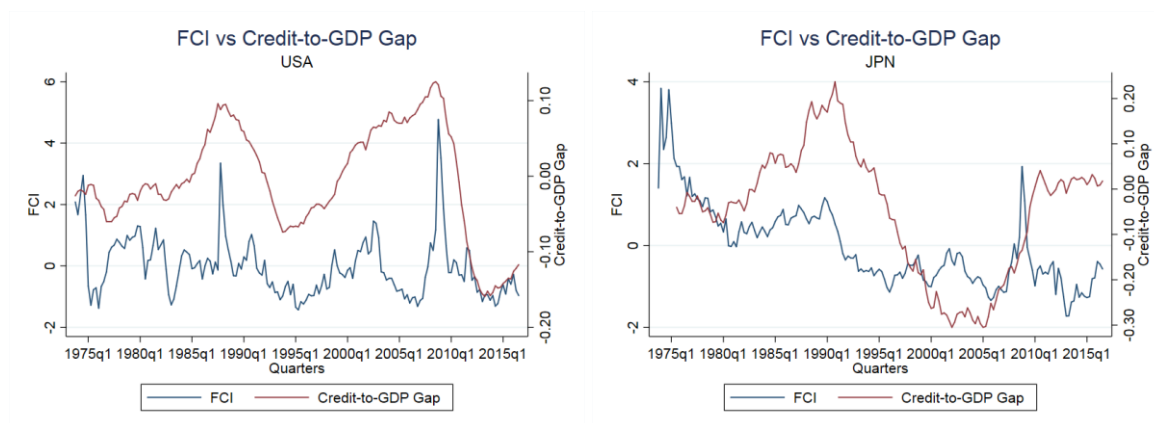 FCI vs Credit-to-GDP Gap
USA
6
4
2
0
-2
FCI
0.10
0.00
-0.10
-0.20
Credit-to-GDP Gap
1975q1 1980q1 1985q1 1990q1 1995q1 2000q1 2005q1 2010q1 2015q1
Quarters
FCI Credit-to-GDP Gap
FCI vs Credit-to-GDP Gap
JPN
4
2
0
-2
FCI
0.20
0.10
0.00
-0.10
-0.20
-0.30
Credit-to-GDP Gap
1975q1 1980q1 1985q1 1990q1 1995q1 2000q1 2005q1 2010q1 2015q1
Quarters
FCI Credit-to-GDP Gap